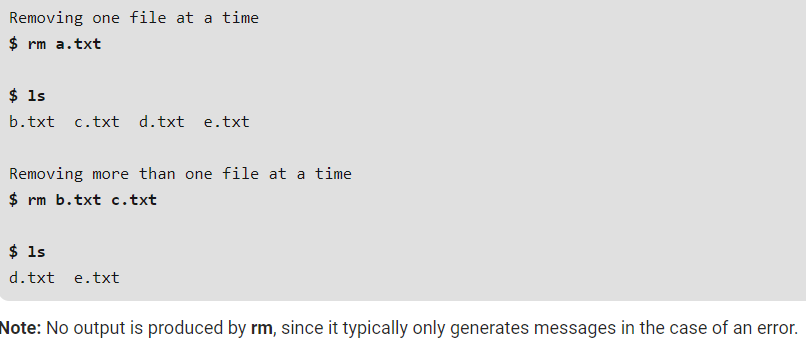 Removing one file at a time
$ rm a.txt
$ ls
b.txt  c.txt  d.txt  e.txt
Removing more than one file at a time
$ rm b.txt c.txt
$ ls
d.txt  e.txt
Note: No output is produced by rm, since it typically only generates messages in the case of an error.